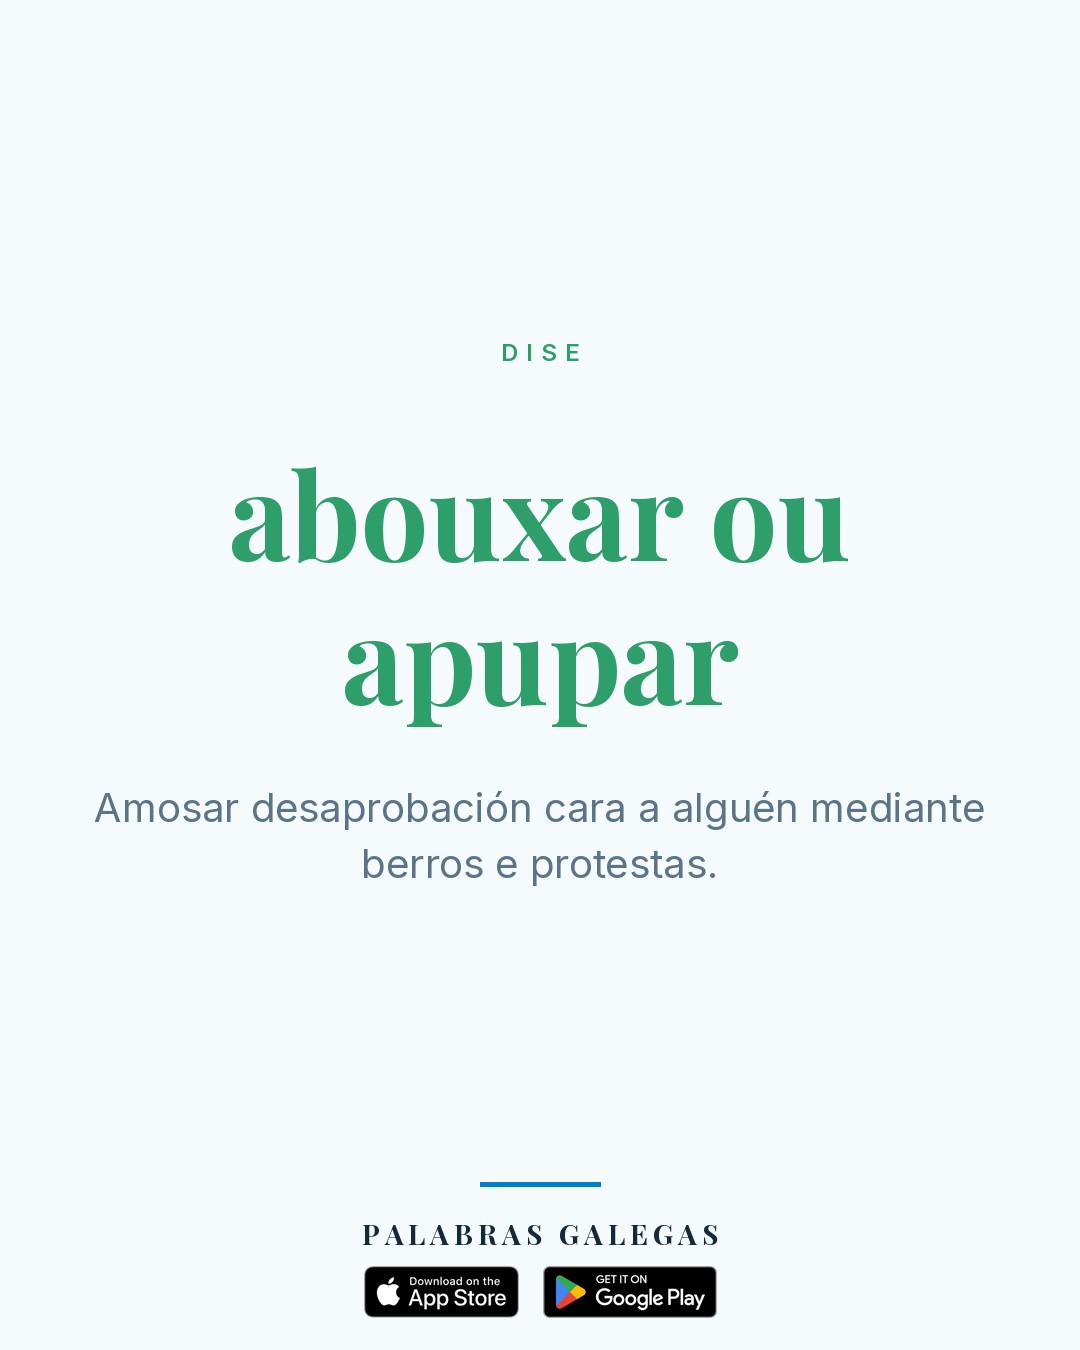 DISE
abouxar ou
apupar
Amosar desaprobación cara a alguén mediante
berros e protestas.
PALABRAS GALEGAS
Download on the
App Store
GET IT ON
Google Play